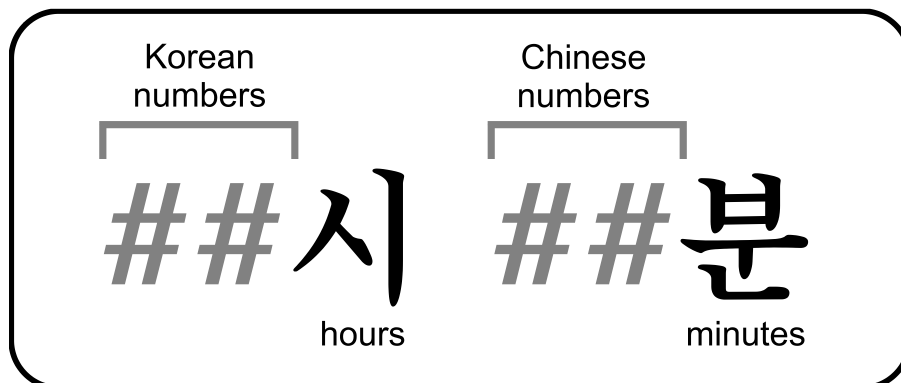 Korean numbers
Chinese numbers
##시 ##분
hours minutes